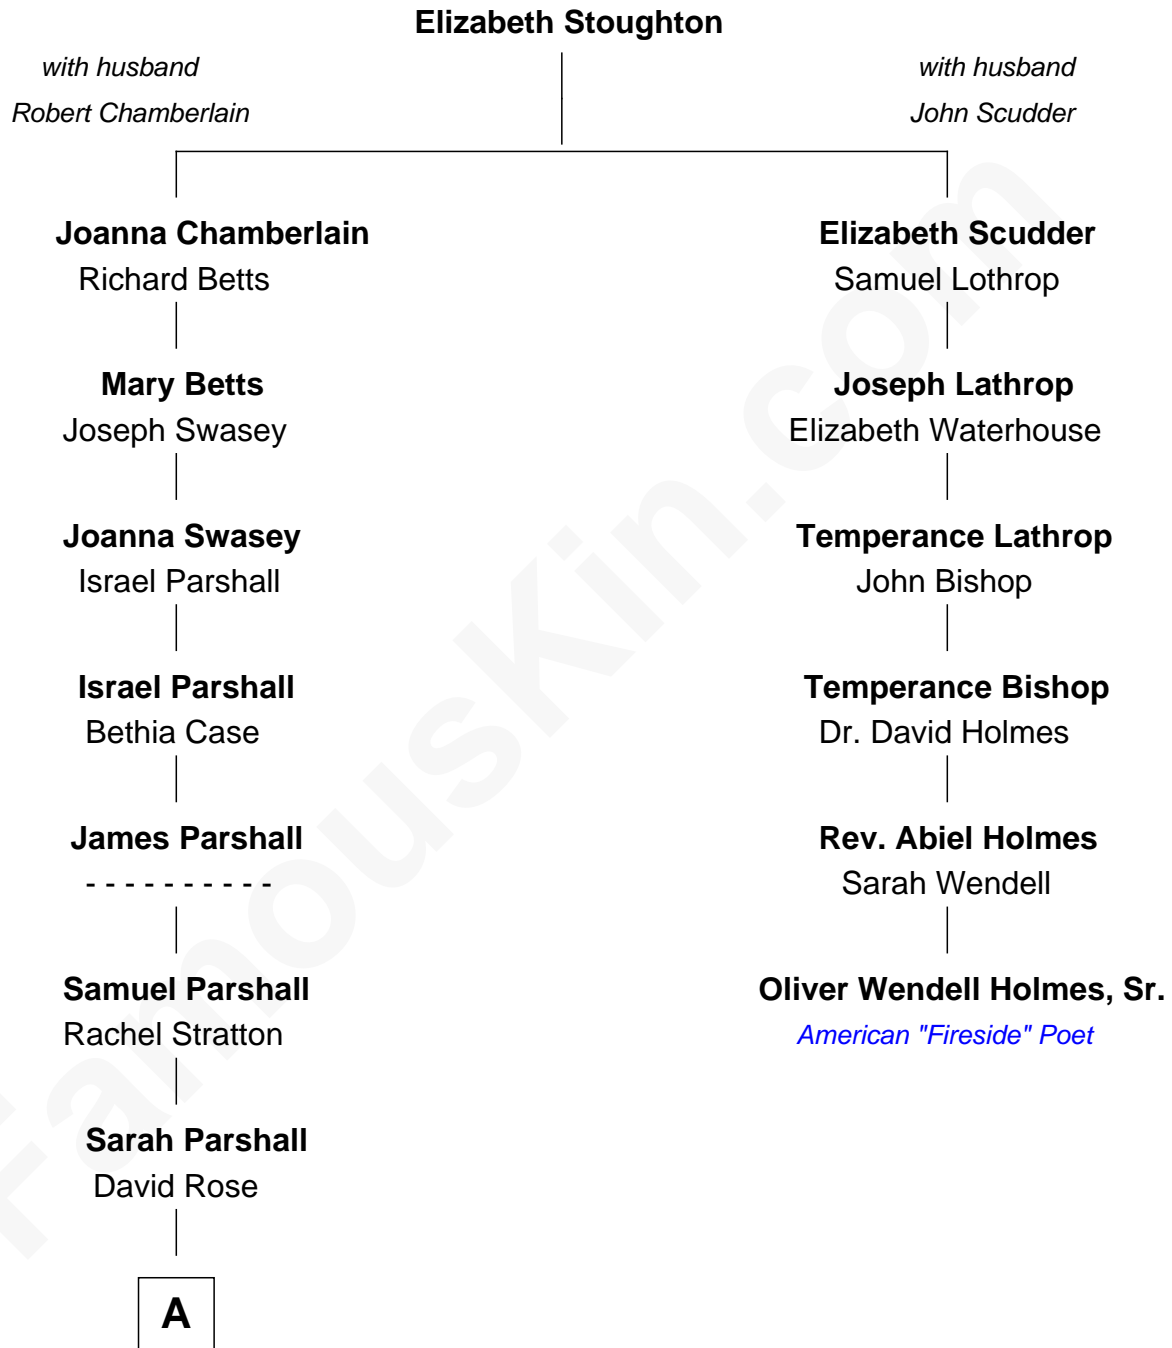 Elizabeth Stoughton
with husband
Robert Chamberlain
with husband
John Scudder
Joanna Chamberlain
Richard Betts
Elizabeth Scudder
Samuel Lothrop
Mary Betts
Joseph Swasey
Joseph Lathrop
Elizabeth Waterhouse
Joanna Swasey
Israel Parshall
Temperance Lathrop
John Bishop
Israel Parshall
Bethia Case
Temperance Bishop
Dr. David Holmes
James Parshall
- - - - - - - - - -
Rev. Abiel Holmes
Sarah Wendell
Samuel Parshall
Rachel Stratton
Oliver Wendell Holmes, Sr.
American "Fireside" Poet
Sarah Parshall
David Rose
A
FamousKin.com